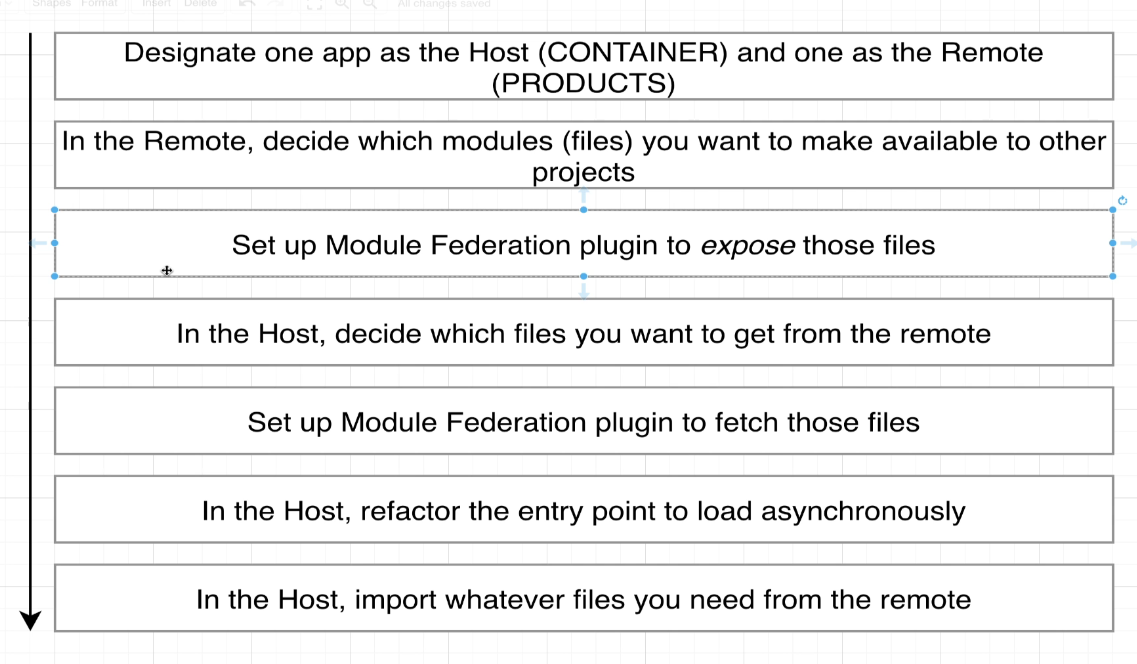 Shapes Format Insert Delete All changes saved
Designate one app as the Host (CONTAINER) and one as the Remote
(PRODUCTS)
In the Remote, decide which modules (files) you want to make available to other
projects
Set up Module Federation plugin to expose those files
In the Host, decide which files you want to get from the remote
Set up Module Federation plugin to fetch those files
In the Host, refactor the entry point to load asynchronously
In the Host, import whatever files you need from the remote